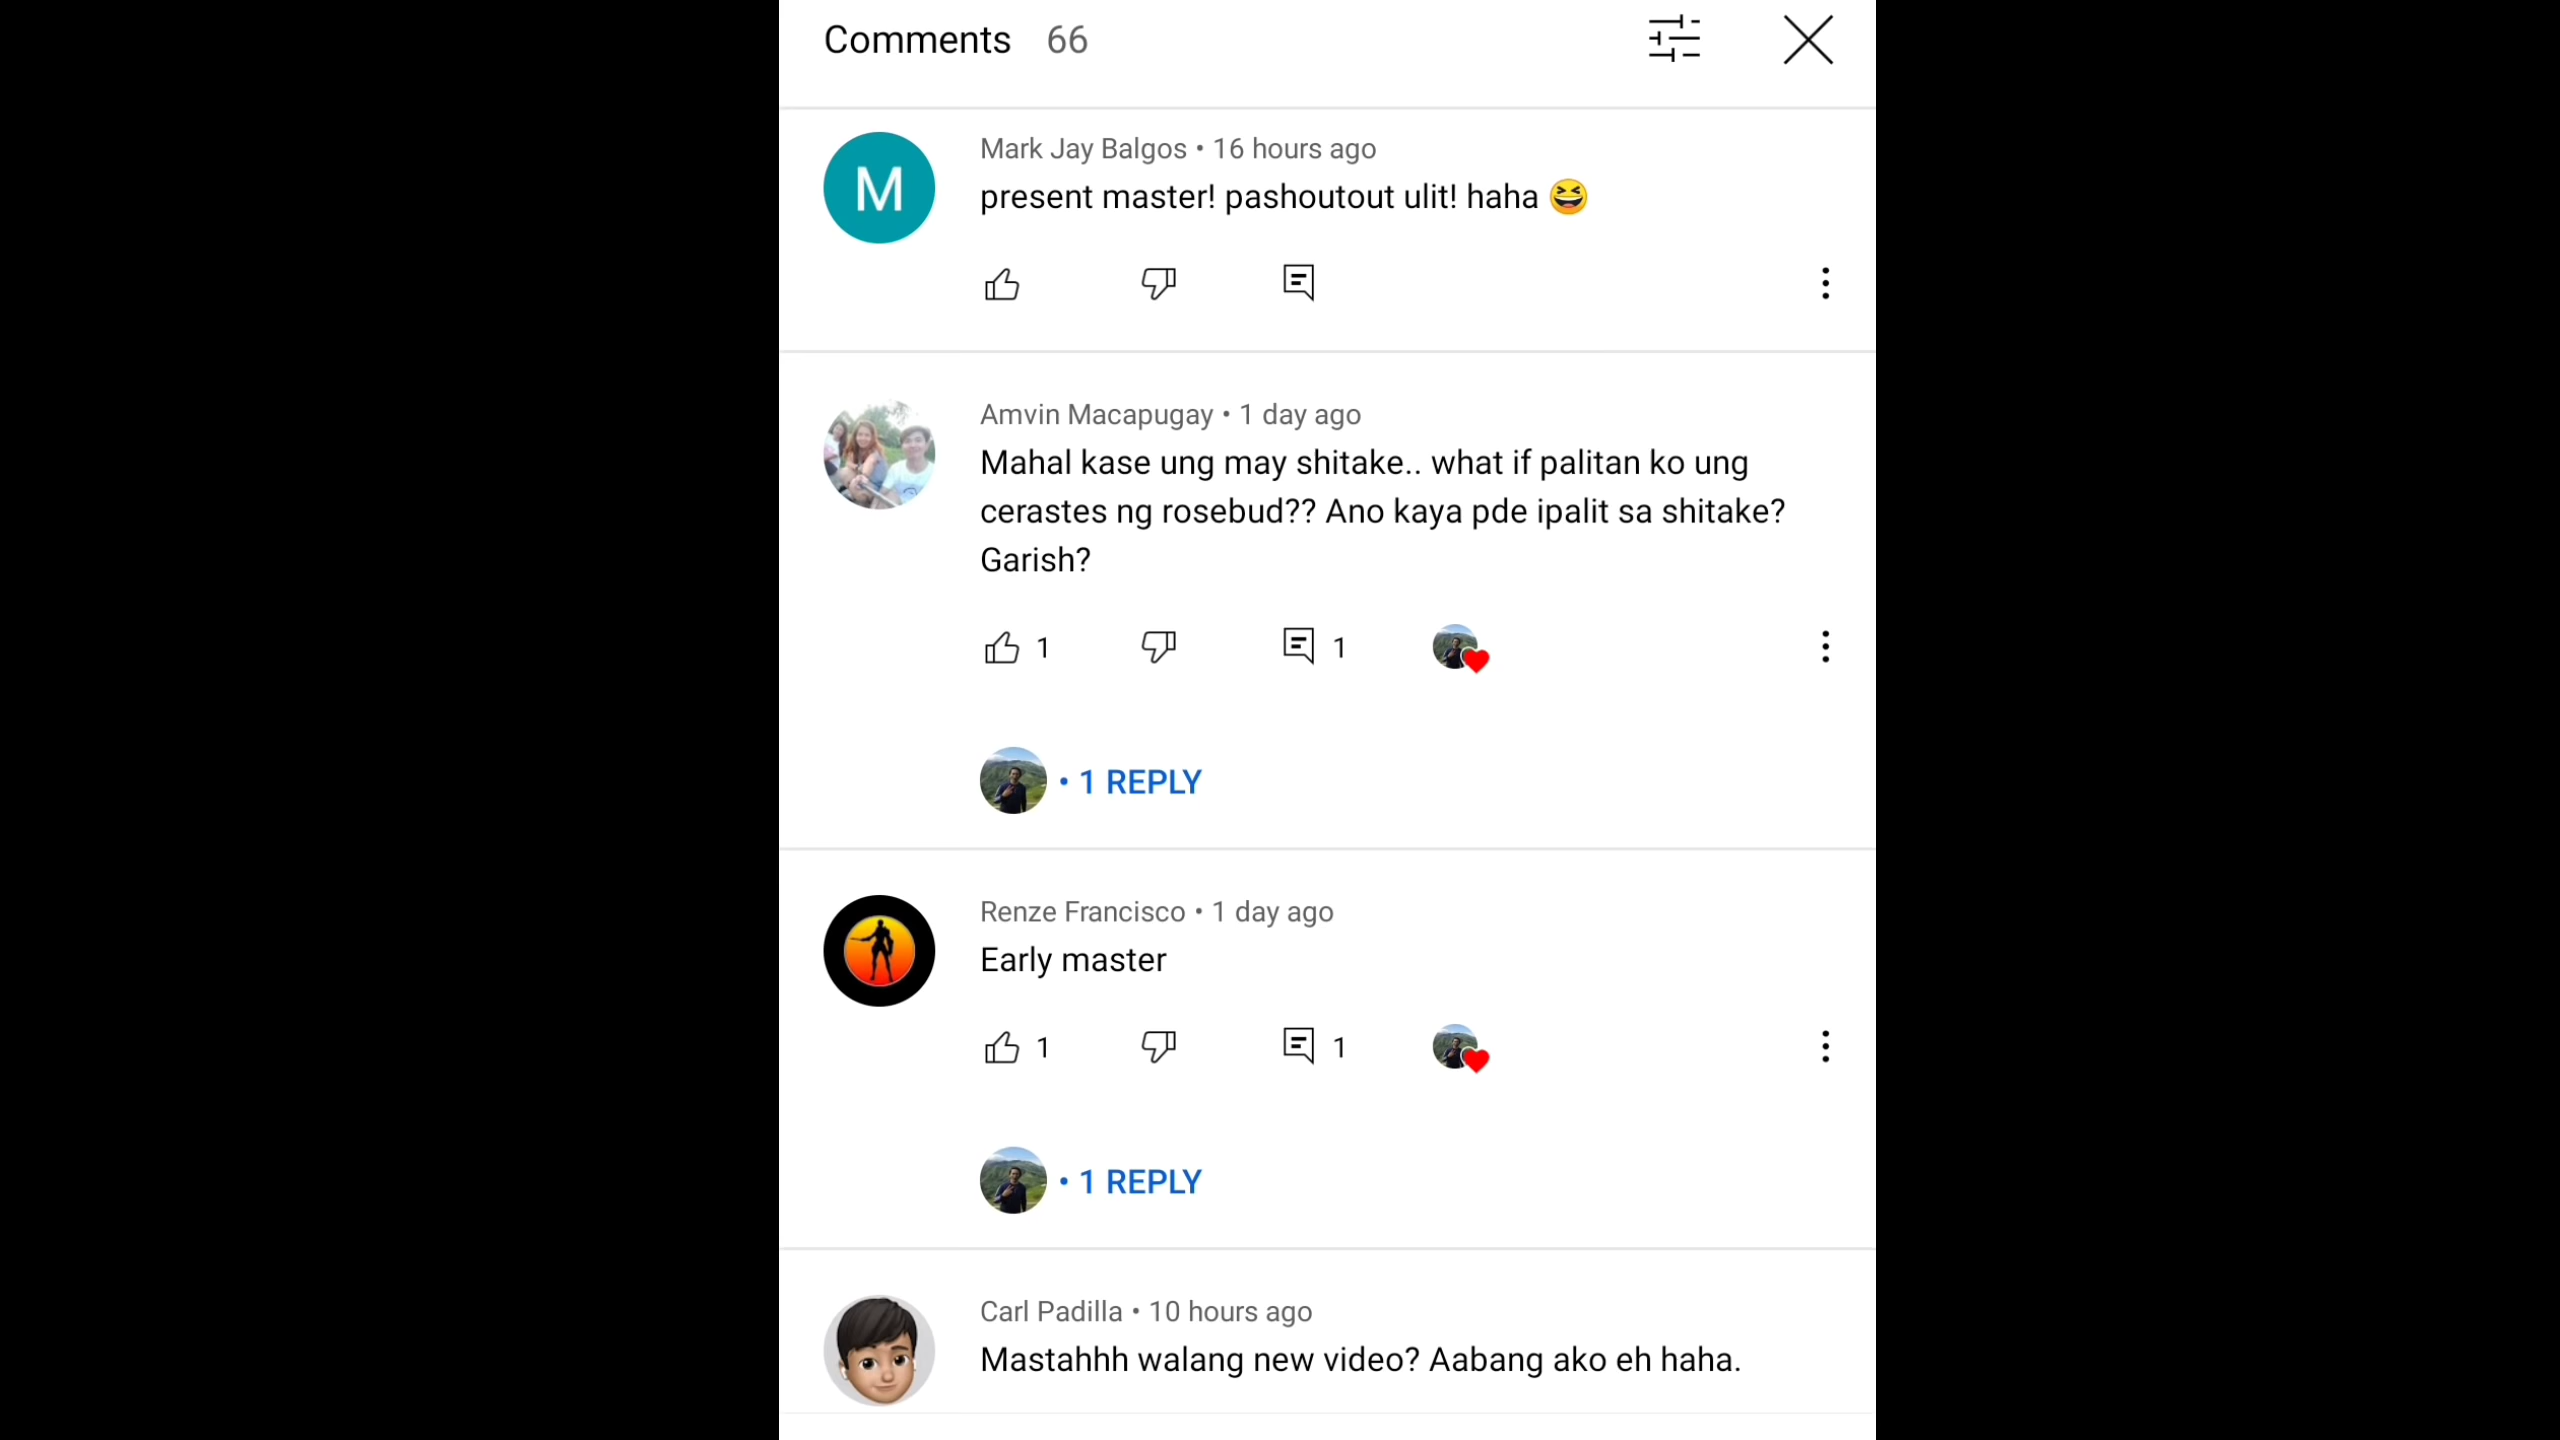 Comments 66
Mark Jay Balgos • 16 hours ago
present master! pashoutout ulit! haha 😆
M
Amvin Macapugay • 1 day ago
Mahal kase ung may shitake.. what if palitan ko ung
cerastes ng rosebud?? Ano kaya pde ipalit sa shitake?
Garish?
1 1
• 1 REPLY
Renze Francisco • 1 day ago
Early master
1 1
• 1 REPLY
Carl Padilla • 10 hours ago
Mastahhh walang new video? Aabang ako eh haha.